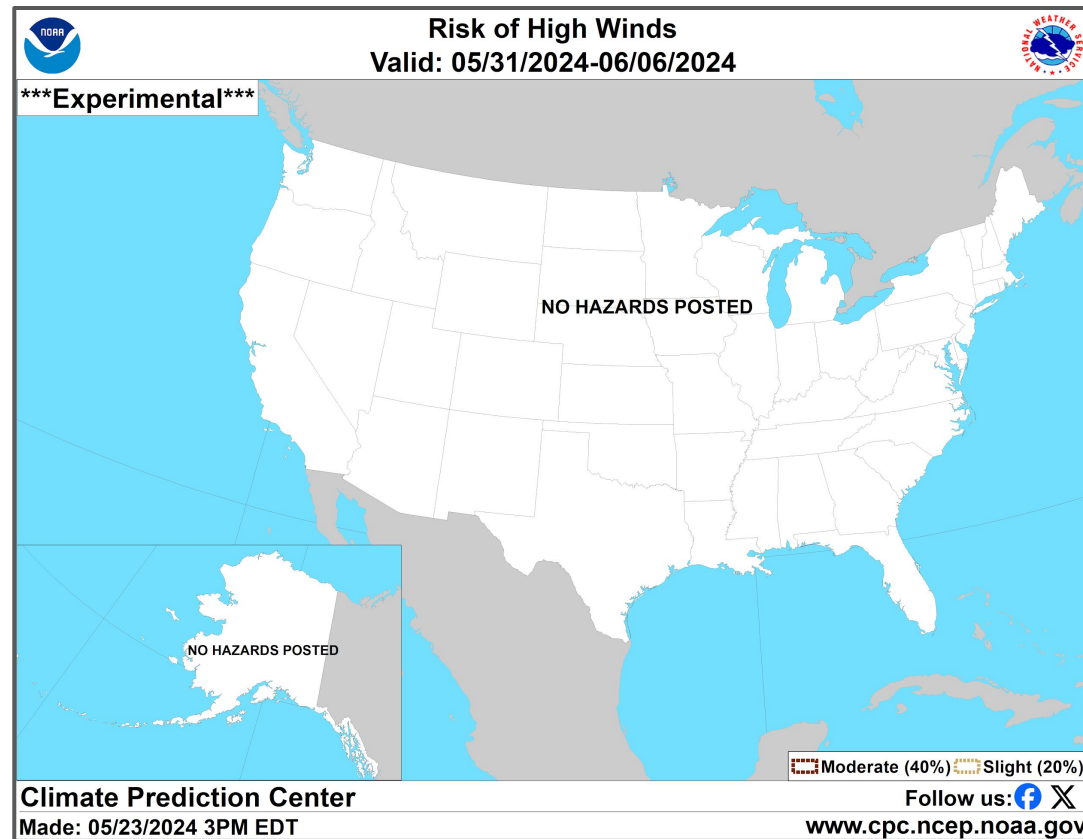 NOAA
Risk of High Winds
Valid: 05/31/2024-06/06/2024
NATIONAL WEATHER SERVICE
***Experimental***
NO HAZARDS POSTED
NO HAZARDS POSTED
Moderate (40%) Slight (20%)
Climate Prediction Center
Follow us:
Made: 05/23/2024 3PM EDT
www.cpc.ncep.noaa.gov